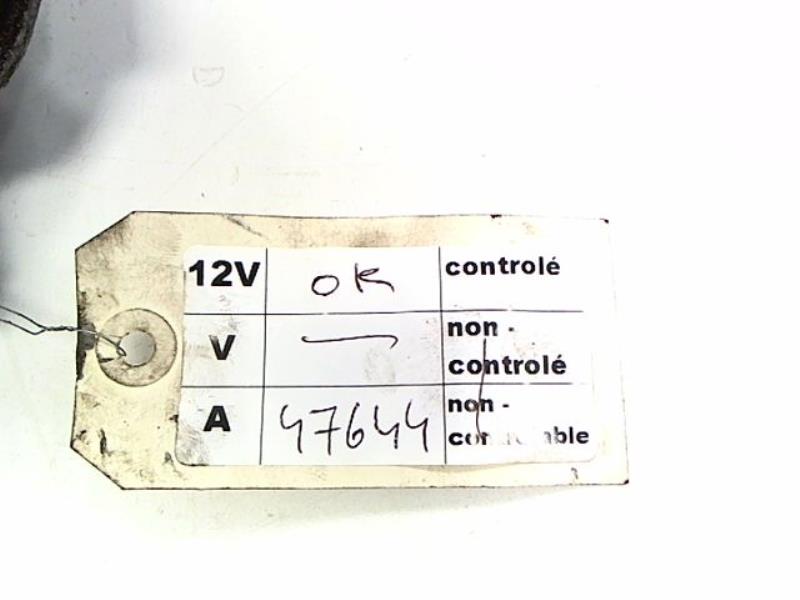 12V OK controlé
V — non -
controlé
A 47644 non -